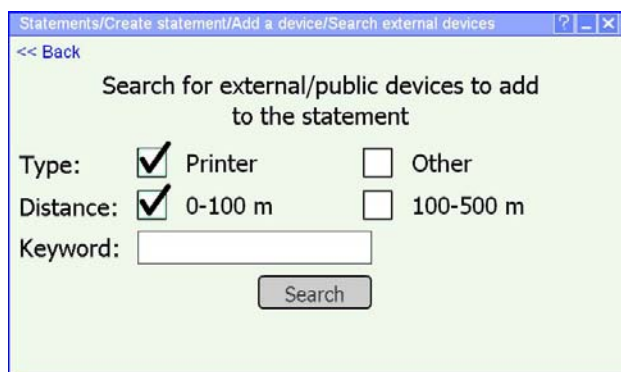 Statements/Create statement/Add a device/Search external devices ? _ X
<< Back
Search for external/public devices to add
to the statement
Type: Printer Other
Distance: 0-100 m 100-500 m
Keyword:
Search